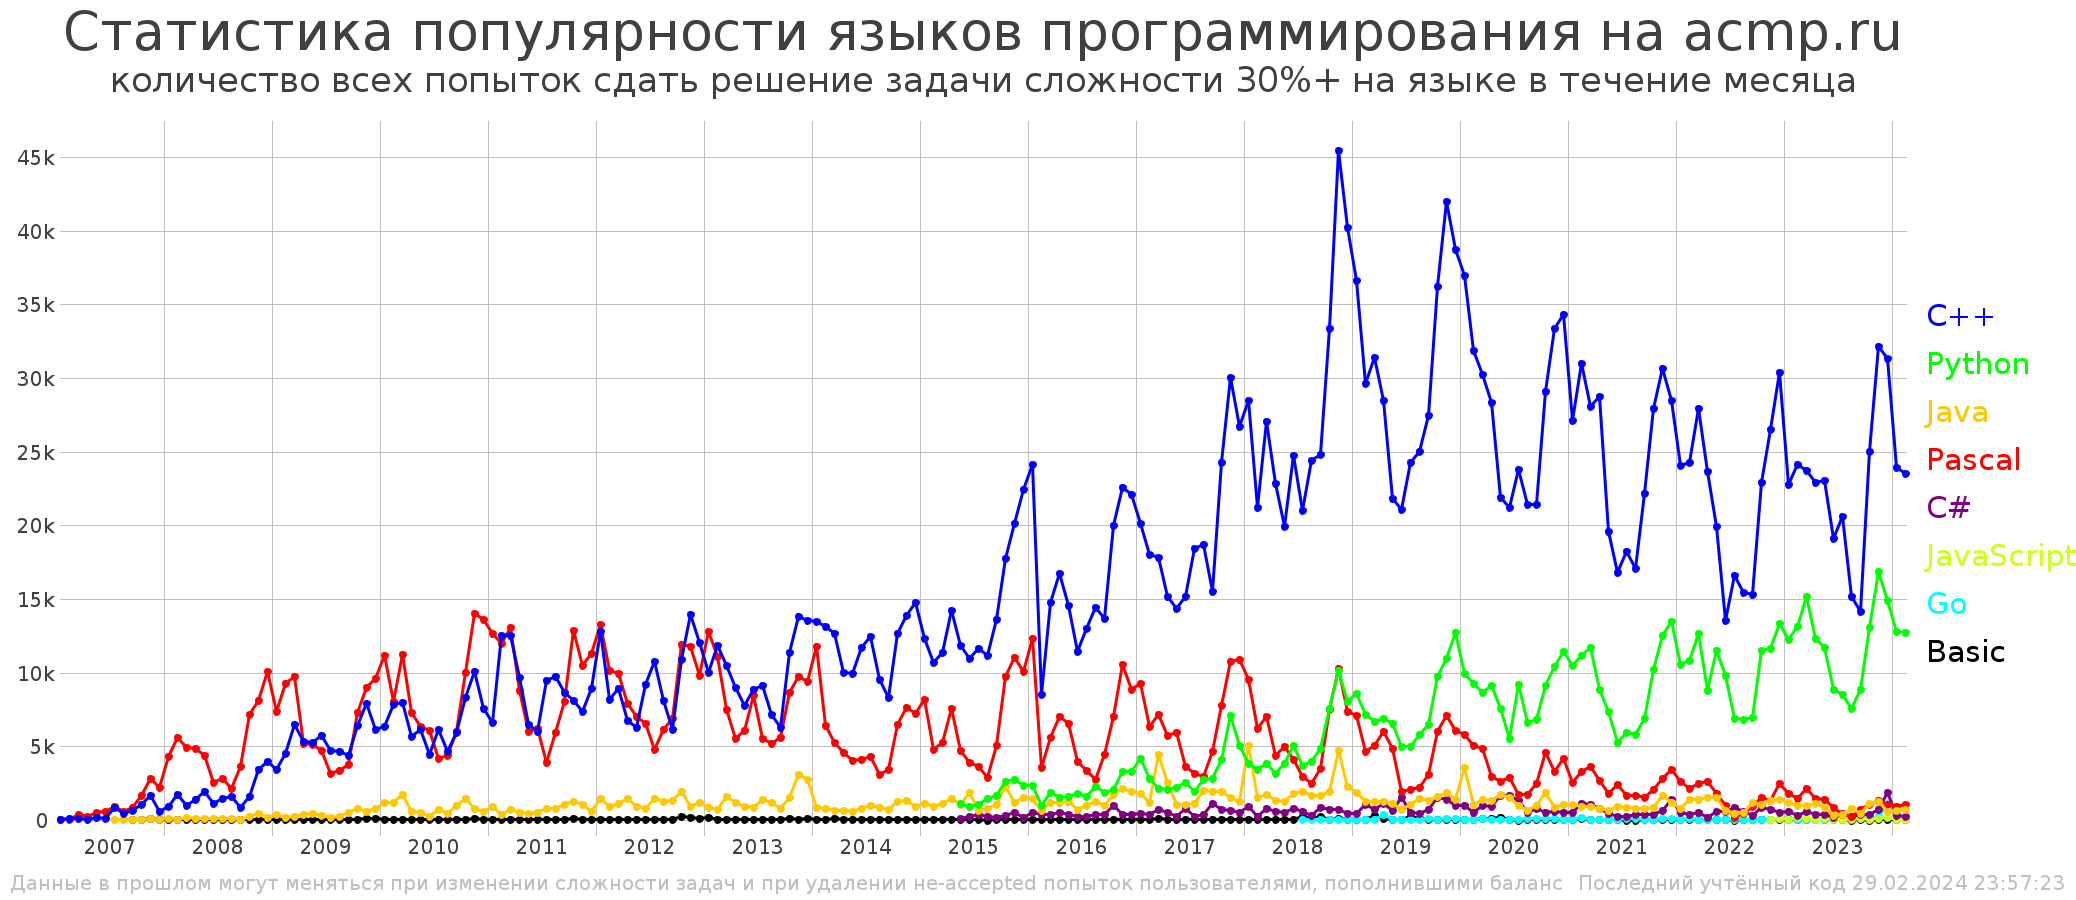 Статистика популярности языков программирования на acmp.ru
количество всех попыток сдать решение задачи сложности 30%+ на языке в течение месяца
45k
40k
35k
30k
25k
20k
15k
10k
5k
0
C++
Python
Java
Pascal
C#
JavaScript
Go
Basic
2007 2008 2009 2010 2011 2012 2013 2014 2015 2016 2017 2018 2019 2020 2021 2022 2023
Данные в прошлом могут меняться при изменении сложности задач и при удалении не-accepted попыток пользователями, пополнившими баланс Последний учтённый код 29.02.2024 23:57:23